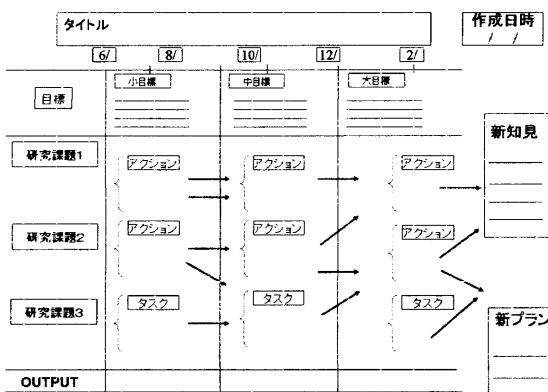 タイトル
作成日時
/ /
6/
8/
10/
12/
2/
目標
小目標
中目標
大目標
研究課題1
アクション
アクション
アクション
新知見
研究課題2
アクション
アクション
アクション
研究課題3
タスク
タスク
タスク
新プラン
OUTPUT